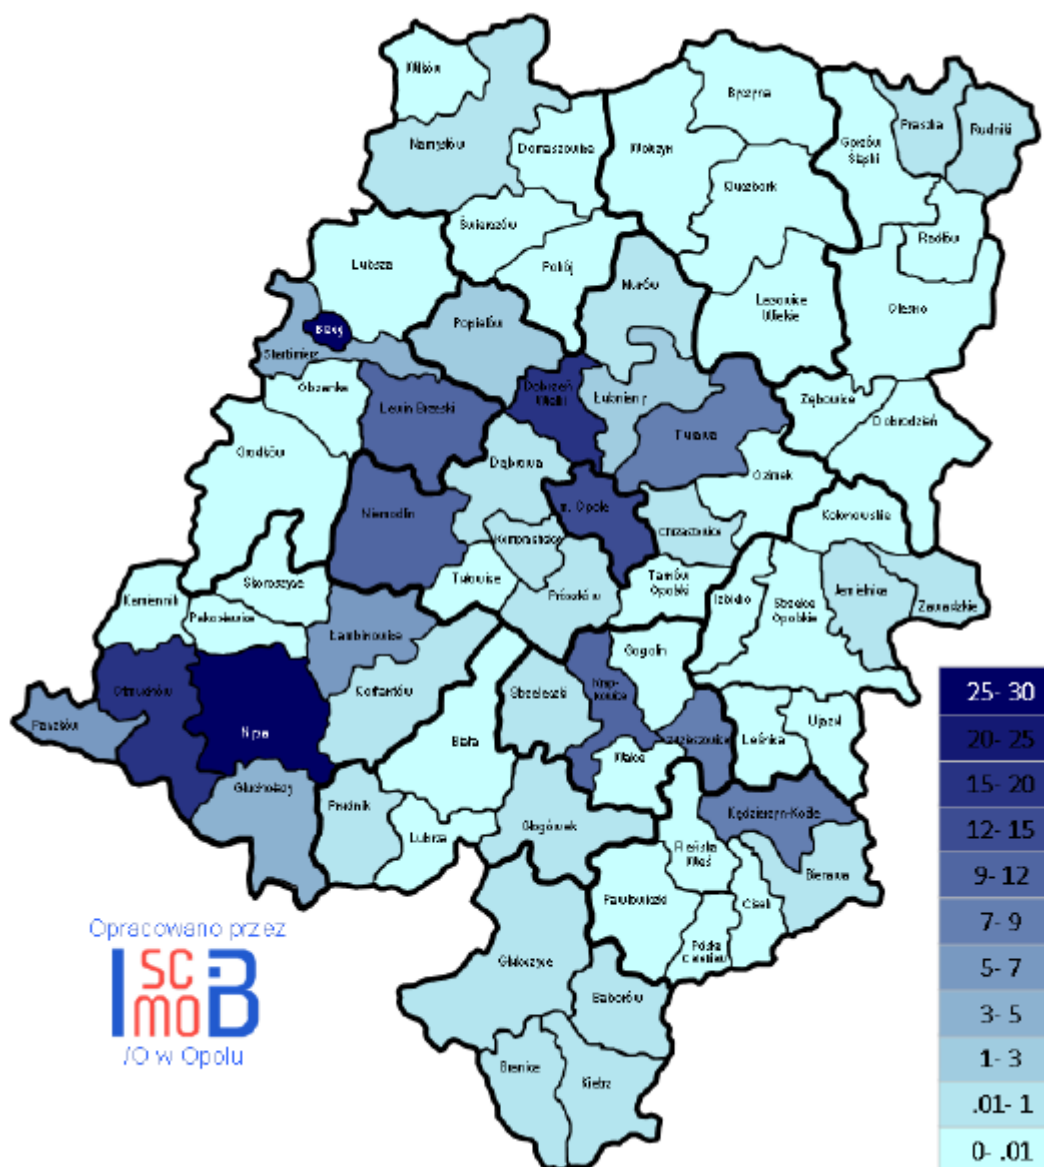 Wilków
Namysłów
Domaszowice
Wołczyn
Byczyna
Gorzów
Śląski
Praszka
Rudniki
Kluczbork
Radłów
Świerczów
Pokój
Lubsza
Murów
Lasowice
Wielkie
Olesno
Brzeg
Skarbimierz
Popielów
Olszanka
Lewin Brzeski
Dobrzeń
Wielki
Łubniany
Turawa
Zębowice
Dobrodzień
Grodków
Dąbrowa
Ozimek
Niemodlin
m. Opole
Chrząstowice
Kolonowskie
Komprachcice
Skoroszyce
Tułowice
Prószków
Tarnów
Opolski
Izbicko
Strzelce
Opolskie
Jemielnica
Zawadzkie
Kamiennik
Pakosławice
Łambinowice
Gogolin
Otmuchów
Korfantów
Strzeleczki
Krap-
kowice
Paczków
Nysa
Biała
Walce
Zdzieszowice
Leśnica
Ujazd
Głuchołazy
Prudnik
Lubrza
Głogówek
Kędzierzyn-Koźle
Reńska
Wieś
Bierawa
Pawłowiczki
Cisek
Polska
Cerekiew
Głubczyce
Baborów
Branice
Kietrz
25- 30
20- 25
15- 20
12- 15
9- 12
7- 9
5- 7
3- 5
1- 3
.01- 1
0- .01
Opracowano przez
I SC B
MO
/O w Opolu